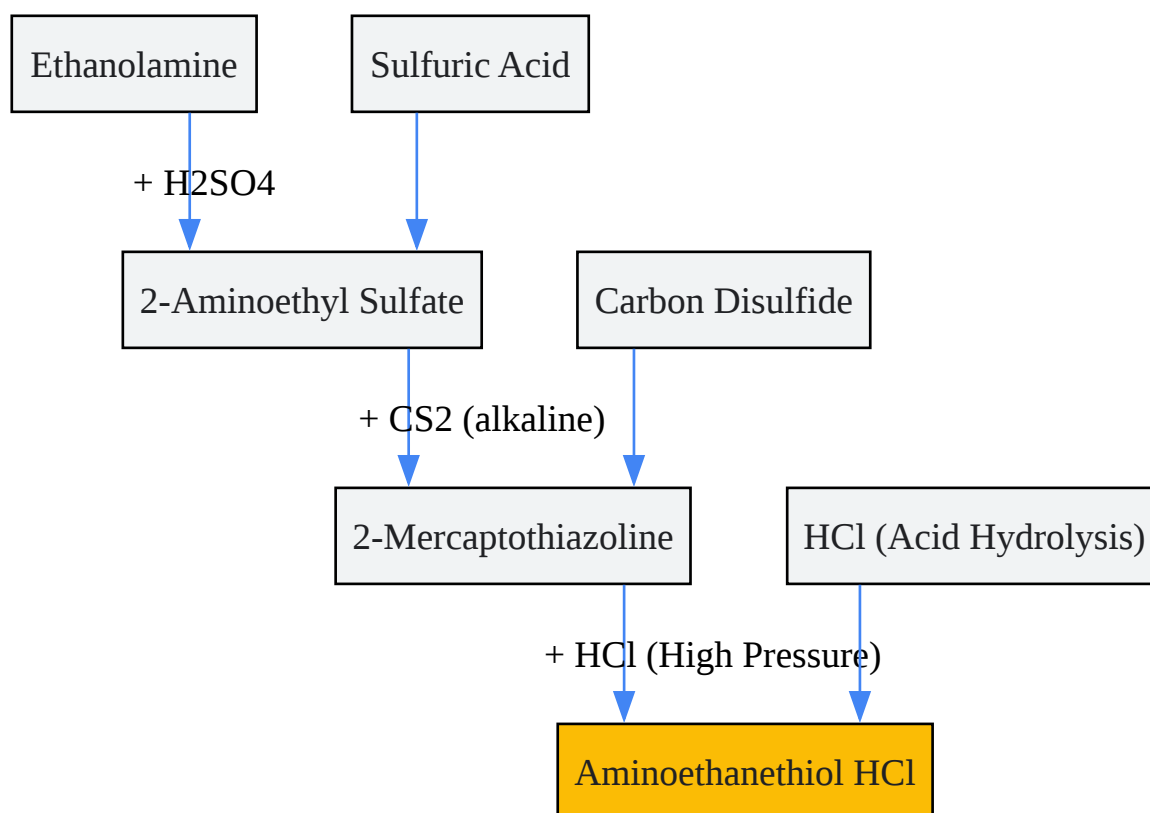 Ethanolamine
Sulfuric Acid
+ H2SO4
2-Aminoethyl Sulfate
Carbon Disulfide
+ CS2 (alkaline)
2-Mercaptothiazoline
HCl (Acid Hydrolysis)
+ HCl (High Pressure)
Aminoethanethiol HCl